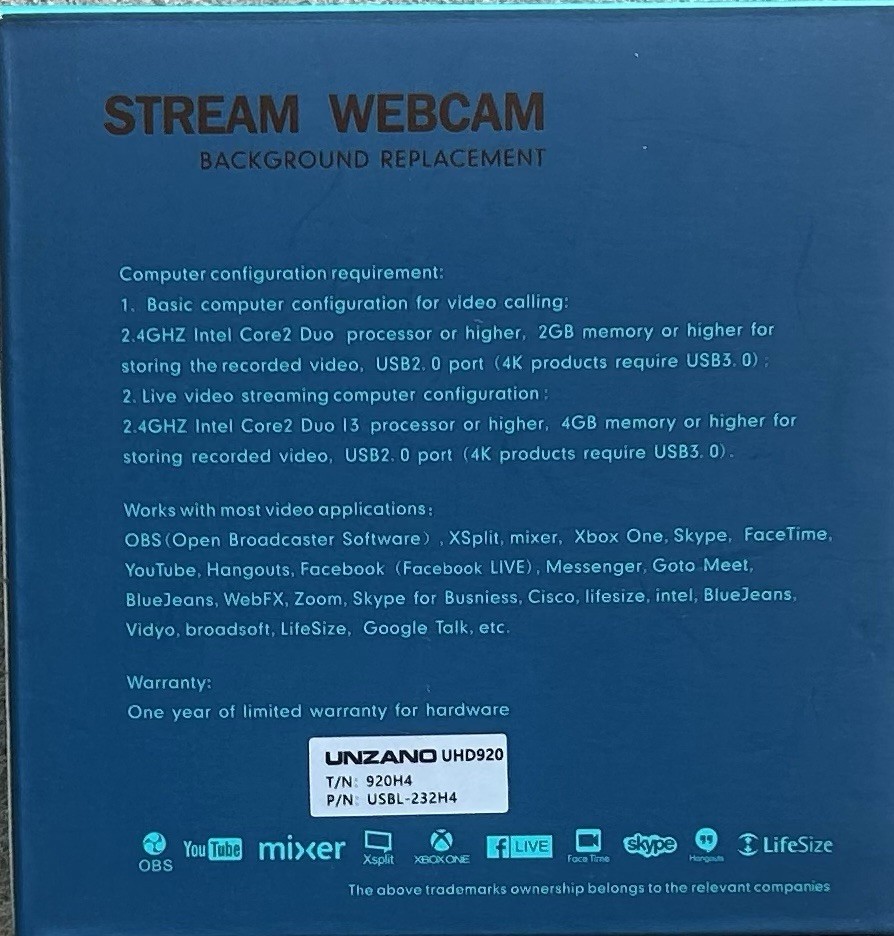 STREAM WEBCAM
BACKGROUND REPLACEMENT
Computer configuration requirement:
1. Basic computer configuration for video calling:
2.4GHZ Intel Core2 Duo processor or higher, 2GB memory or higher for
storing the recorded video, USB2.0 port (4K products require USB3.0);
2. Live video streaming computer configuration:
2.4GHZ Intel Core2 Duo I3 processor or higher, 4GB memory or higher for
storing recorded video, USB2.0 port (4K products require USB3.0).
Works with most video applications:
OBS(Open Broadcaster Software), XSplit, mixer, Xbox One, Skype, FaceTime,
YouTube, Hangouts, Facebook (Facebook LIVE), Messenger, Goto Meet,
BlueJeans, WebFX, Zoom, Skype for Busniess, Cisco, lifesize, intel, BlueJeans,
Vidyo, broadsoft, LifeSize, Google Talk, etc.
Warranty:
One year of limited warranty for hardware
UNZANO UHD920
T/N: 920H4
P/N: USBL-232H4
OBS YouTube mixer Xsplit XBOX ONE f LIVE Face Time skype Hangouts LifeSize
The above trademarks ownership belongs to the relevant companies